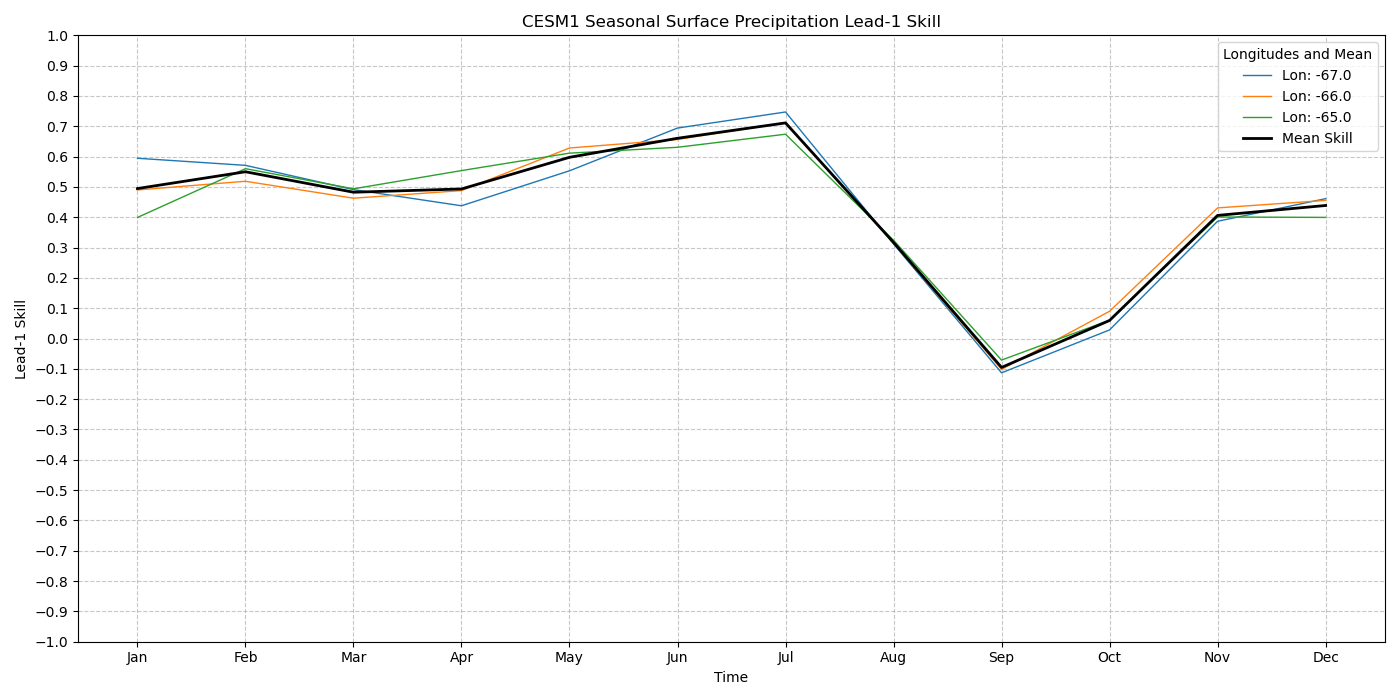 CESM1 Seasonal Surface Precipitation Lead-1 Skill
Longitudes and Mean
Lon: -67.0
Lon: -66.0
Lon: -65.0
Mean Skill
Lead-1 Skill
1.0
0.9
0.8
0.7
0.6
0.5
0.4
0.3
0.2
0.1
0.0
−0.1
−0.2
−0.3
−0.4
−0.5
−0.6
−0.7
−0.8
−0.9
−1.0
Jan Feb Mar Apr May Jun Jul Aug Sep Oct Nov Dec
Time